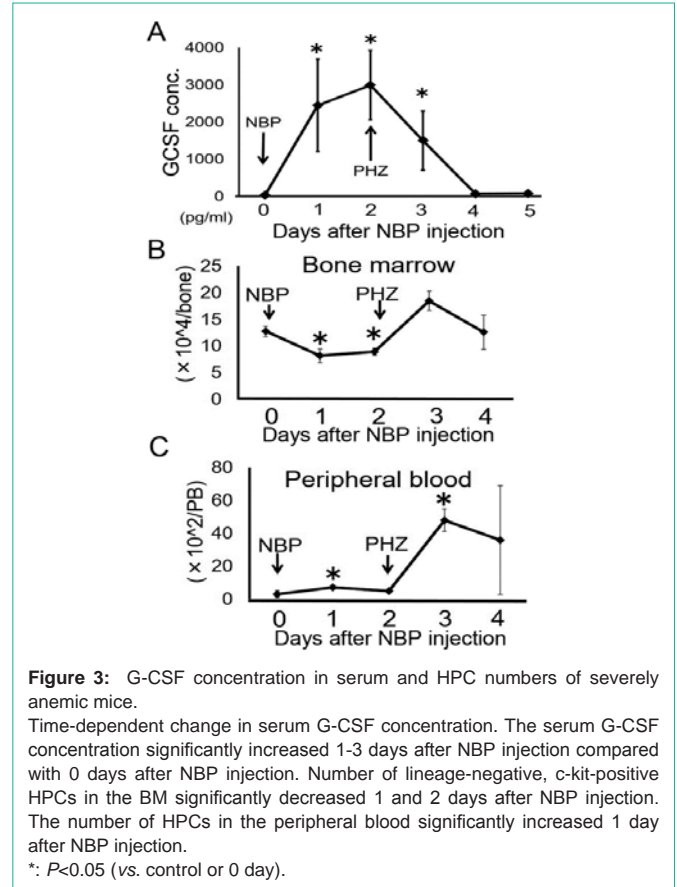 A
GCSF conc.
4000
3000
2000
1000
0
(pg/ml)
NBP
*
*
*
PHZ
0 1 2 3 4 5
Days after NBP injection
B
Bone marrow
(×10^4/bone)
25
20
15
10
5
0
NBP
PHZ
*
*
0 1 2 3 4
Days after NBP injection
C
Peripheral blood
(×10^2/PB)
80
60
40
20
0
NBP
PHZ
*
*
0 1 2 3 4
Days after NBP injection
Figure 3: G-CSF concentration in serum and HPC numbers of severely
anemic mice.
Time-dependent change in serum G-CSF concentration. The serum G-CSF
concentration significantly increased 1-3 days after NBP injection compared
with 0 days after NBP injection. Number of lineage-negative, c-kit-positive
HPCs in the BM significantly decreased 1 and 2 days after NBP injection.
The number of HPCs in the peripheral blood significantly increased 1 day
after NBP injection.
*: P<0.05 (vs. control or 0 day).